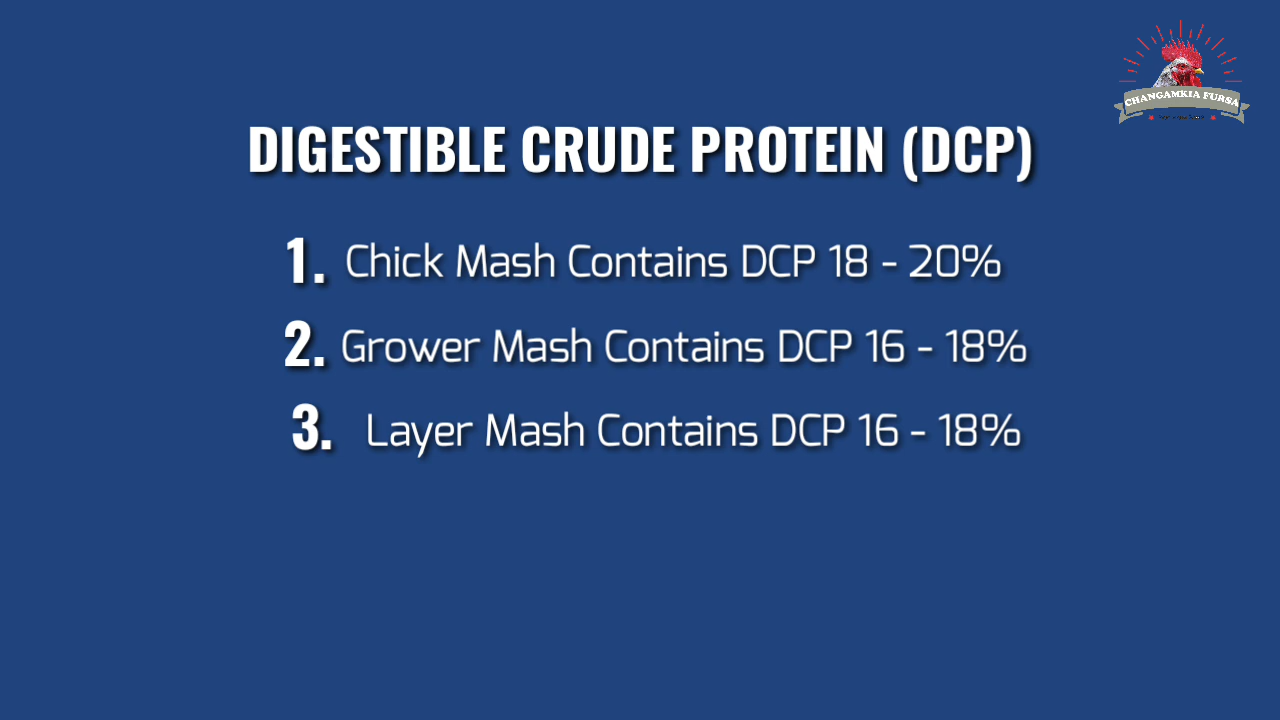 CHANGAMKIA FURSA
DIGESTIBLE CRUDE PROTEIN (DCP)
1. Chick Mash Contains DCP 18 - 20%
2. Grower Mash Contains DCP 16 - 18%
3. Layer Mash Contains DCP 16 - 18%